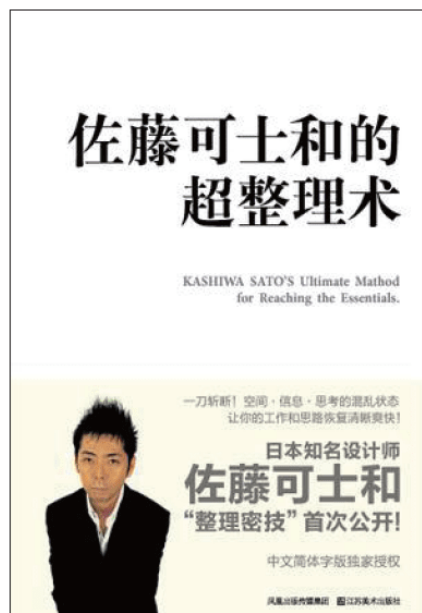 佐藤可士和的
超整理术
KASHIWA SATO'S Ultimate Mathod
for Reaching the Essentials.
一刀斩断！空间·信息·思考的混乱状态
让你的工作和思路恢复清晰爽快！
日本知名设计师
佐藤可士和
“整理密技”首次公开！
中文简体字版独家授权
凤凰出版传媒集团 江苏美术出版社